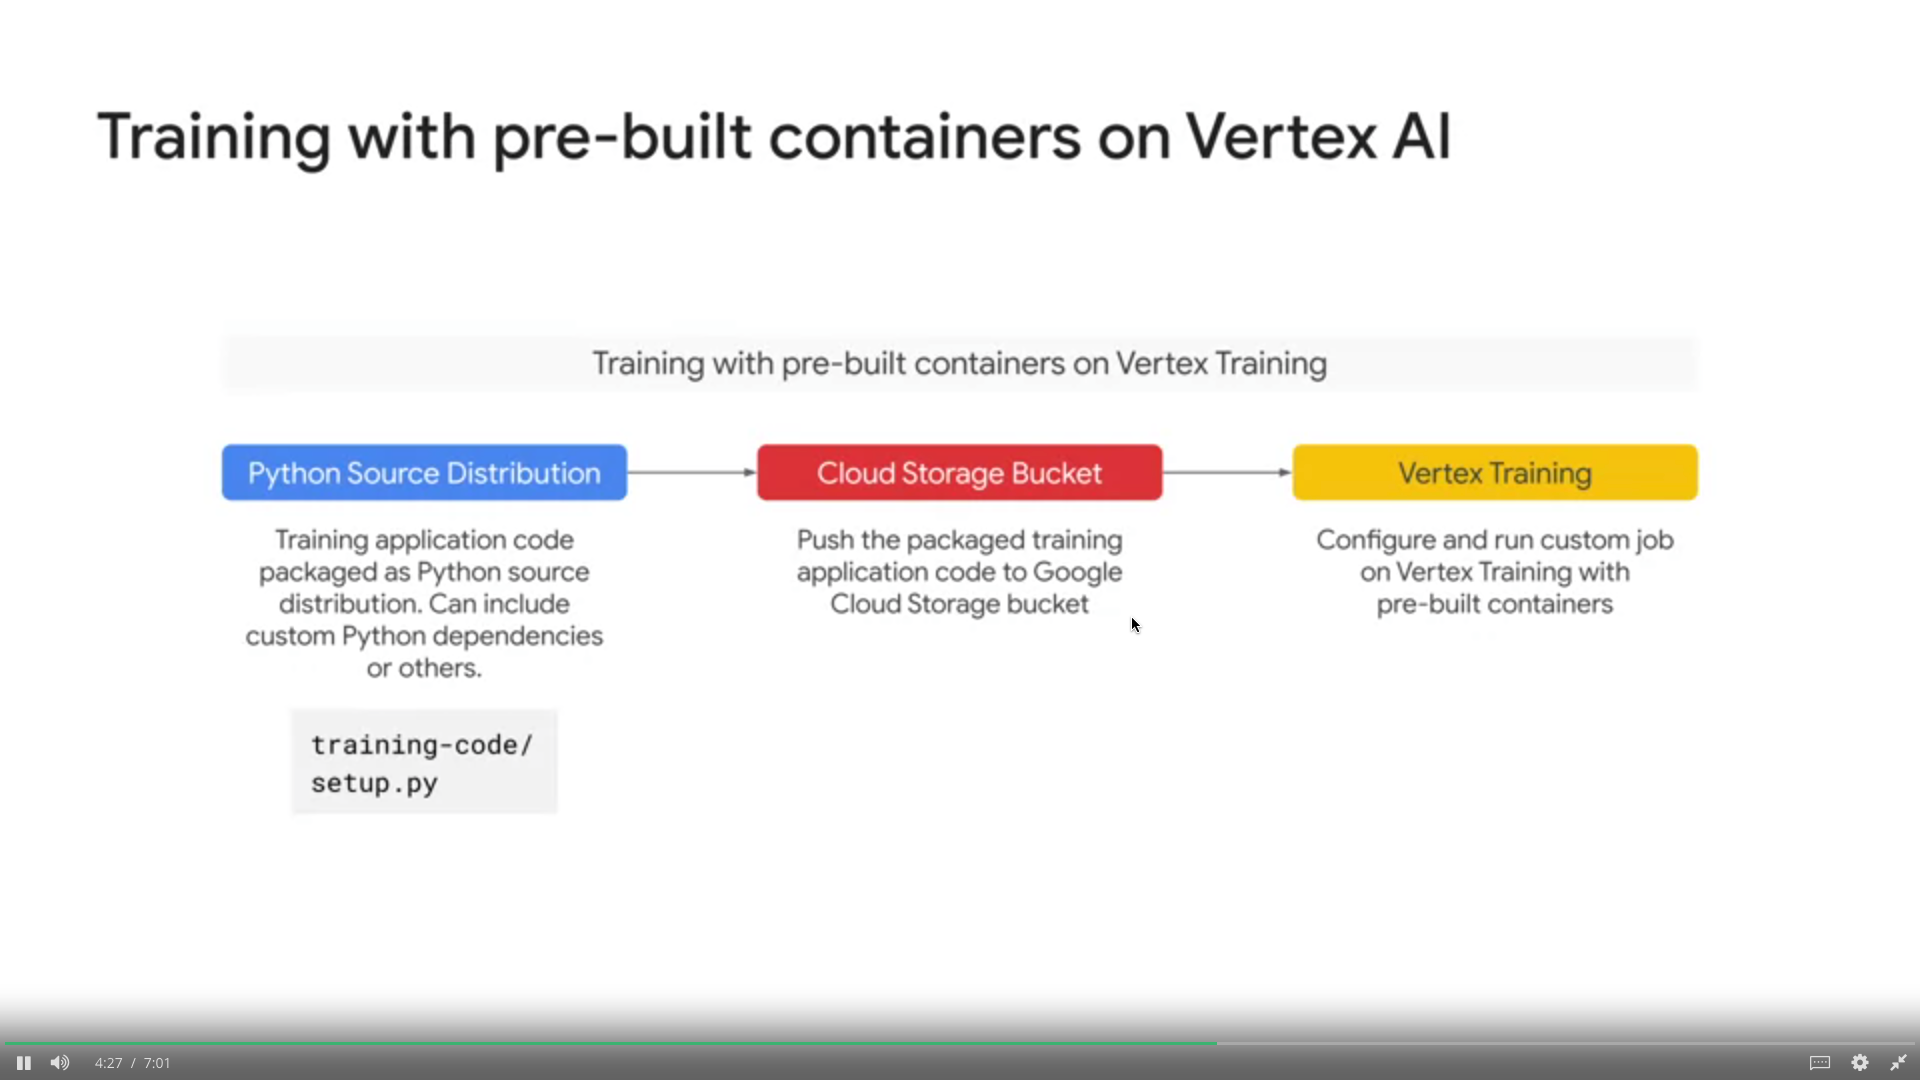 Training with pre-built containers on Vertex AI
Training with pre-built containers on Vertex Training
Python Source Distribution
Training application code
packaged as Python source
distribution. Can include
custom Python dependencies
or others.
training-code/
setup.py
Cloud Storage Bucket
Push the packaged training
application code to Google
Cloud Storage bucket
Vertex Training
Configure and run custom job
on Vertex Training with
pre-built containers
4:27 / 7:01